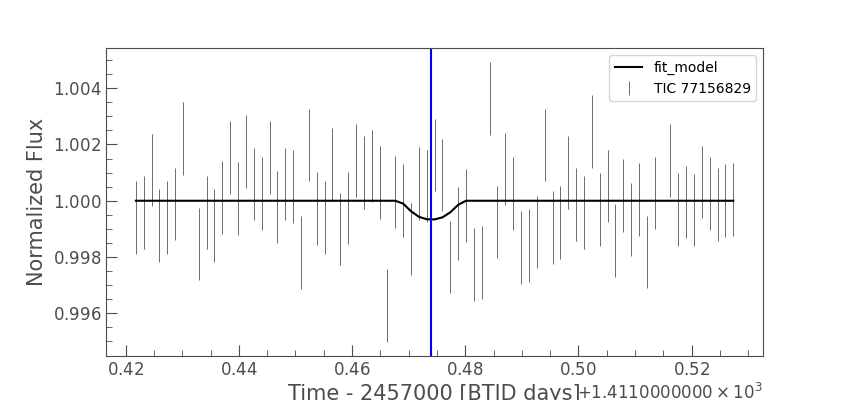 fit_model
TIC 77156829
Normalized Flux
1.004
1.002
1.000
0.998
0.996
0.42
0.44
0.46
0.48
0.50
0.52
+1.4110000000 × 10³
Time - 2457000 [BTJD days]